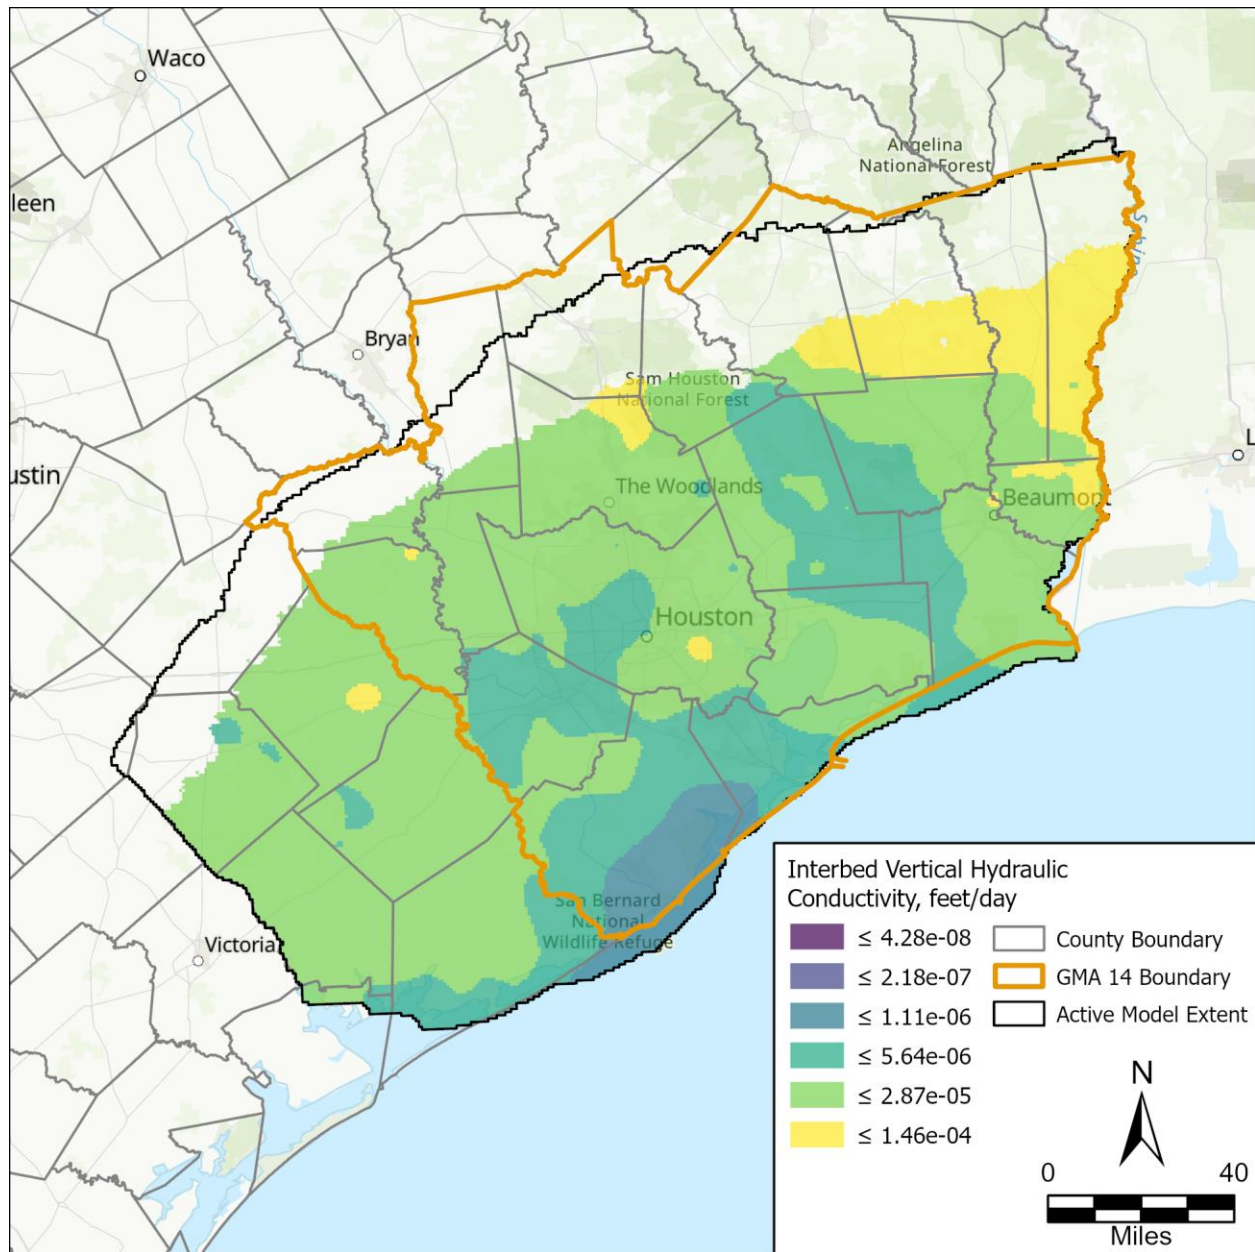 Waco
Angelina
National Forest
leen
Sabine
Bryan
Sam Houston
National Forest
L
ustin
The Woodlands
Beaumon
Houston
San Bernard
National
Wildlife Refuge
Victoria
Interbed Vertical Hydraulic
Conductivity, feet/day
≤ 4.28e-08
≤ 2.18e-07
≤ 1.11e-06
≤ 5.64e-06
≤ 2.87e-05
≤ 1.46e-04
County Boundary
GMA 14 Boundary
Active Model Extent
N
0 40
Miles